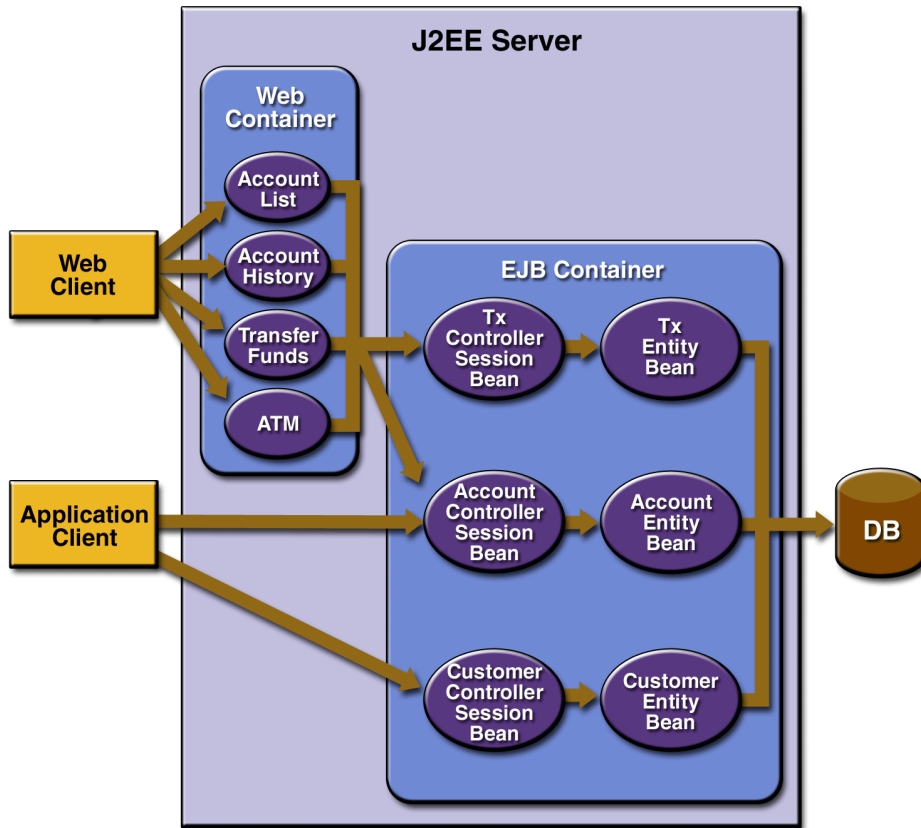 J2EE Server
Web
Container
Account
List
Account
History
Transfer
Funds
ATM
Web
Client
Application
Client
EJB Container
Tx
Controller
Session
Bean
Tx
Entity
Bean
Account
Controller
Session
Bean
Account
Entity
Bean
Customer
Controller
Session
Bean
Customer
Entity
Bean
DB